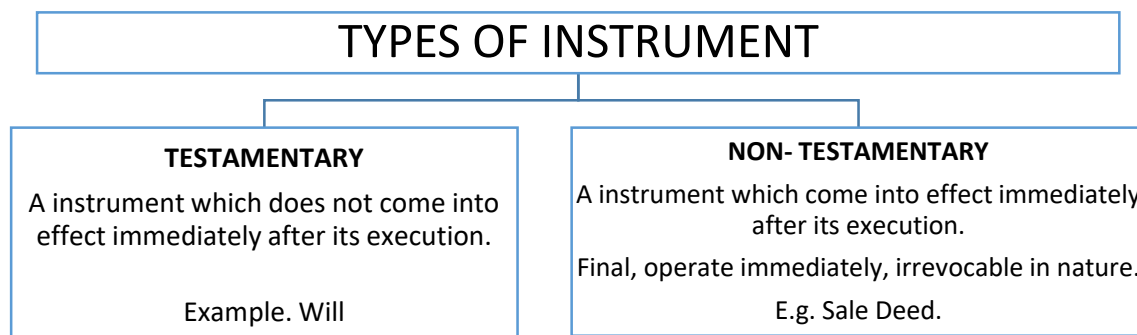 TYPES OF INSTRUMENT
TESTAMENTARY
A instrument which does not come into
effect immediately after its execution.
Example. Will
NON- TESTAMENTARY
A instrument which come into effect immediately
after its execution.
Final, operate immediately, irrevocable in nature.
E.g. Sale Deed.